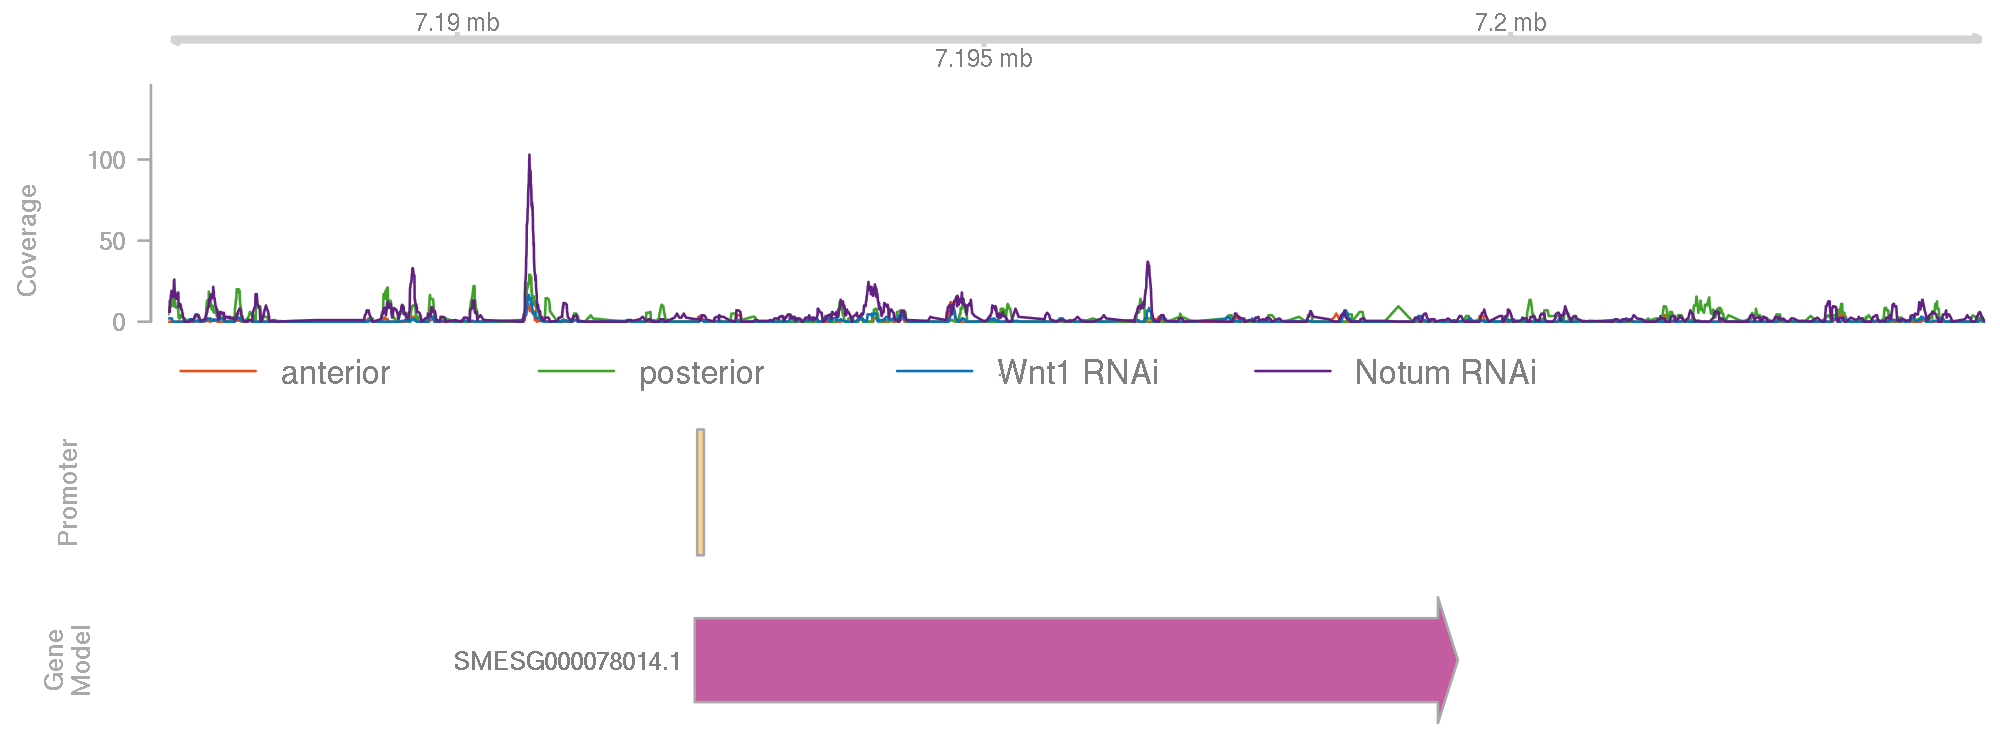 7.19 mb
7.2 mb
7.195 mb
Coverage
100
50
0
anterior posterior Wnt1 RNAi Notum RNAi
Promoter
Gene
Model
SMESG000078014.1